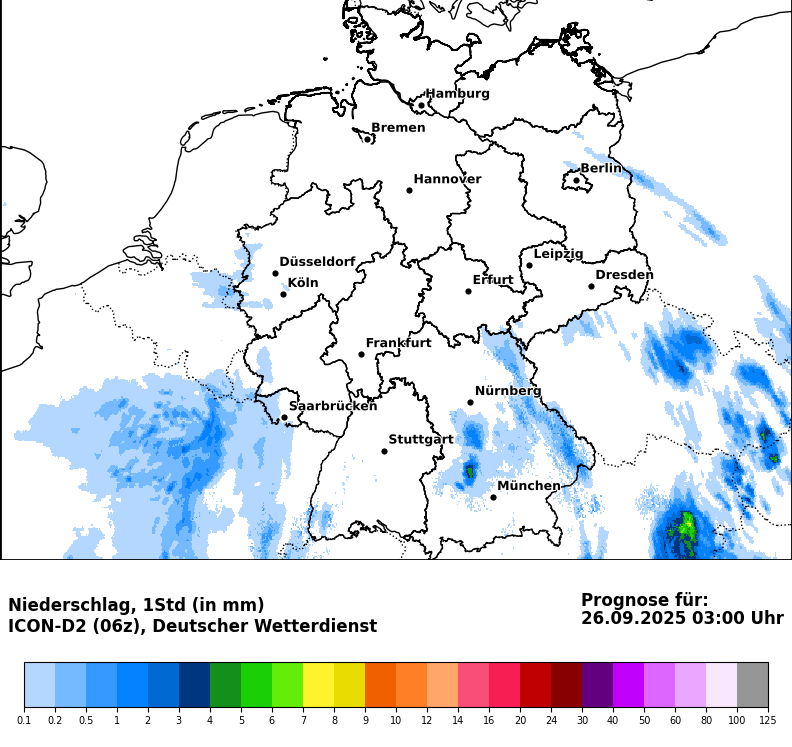 Hamburg
Bremen
Berlin
Hannover
Leipzig
Düsseldorf
Dresden
Köln
Erfurt
Frankfurt
Nürnberg
Saarbrücken
Stuttgart
München
Niederschlag, 1Std (in mm)
ICON-D2 (06z), Deutscher Wetterdienst
Prognose für:
26.09.2025 03:00 Uhr
0.1 0.2 0.5 1 2 3 4 5 6 7 8 9 10 12 14 16 20 24 30 40 50 60 80 100 125